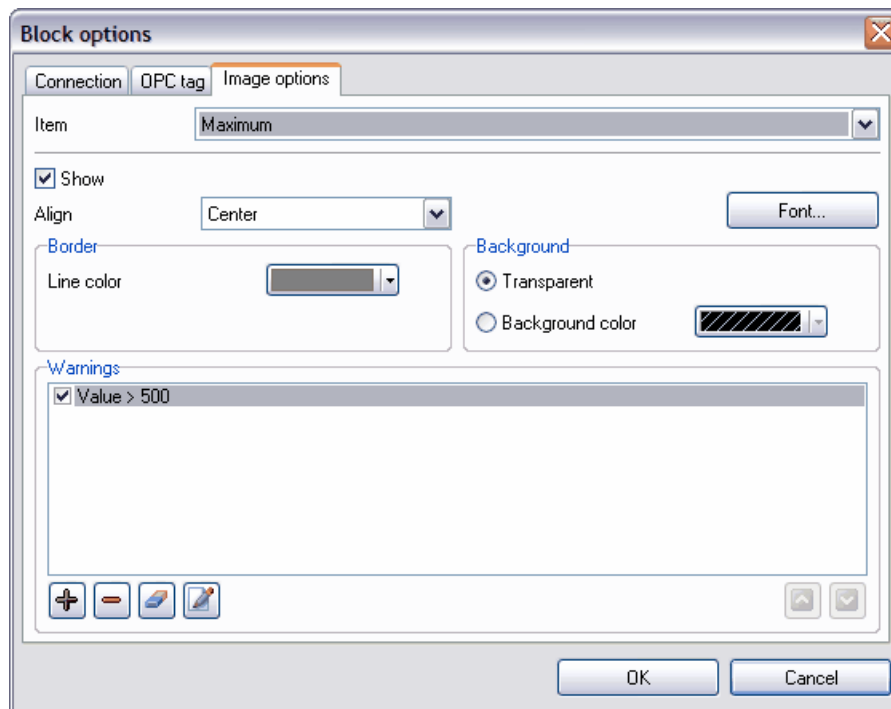 Block options
Connection OPC tag Image options
Item Maximum
Show
Align Center Font...
Border Background
Line color Transparent
Background color
Warnings
Value > 500
OK Cancel